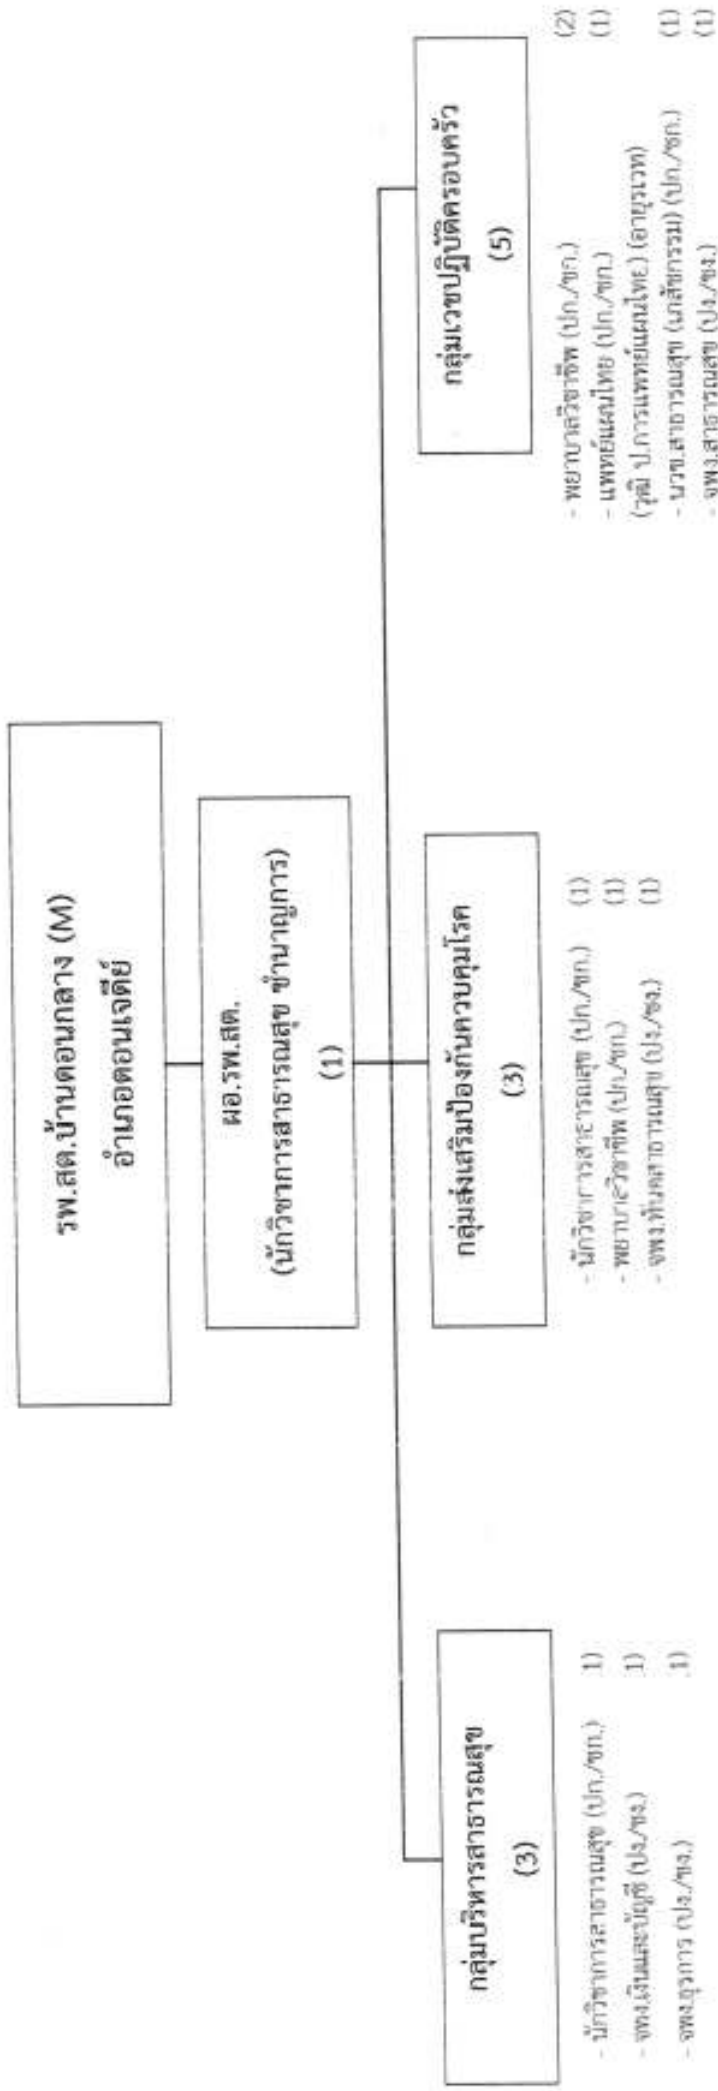 รพ.สต.บ้านดอนกลาง (M)
อำเภอดอนเจดีย์
ผอ.รพ.สต.
(นักวิชาการสาธารณสุข ชำนาญการ)
(1)
กลุ่มบริหารสาธารณสุข
(3)
- นักวิชาการสาธารณสุข (ปก./ชก.) 1)
- จพง.เงินและบัญชี (ปง./ชง.) 1)
- จพง.ธุรการ (ปง./ชง.) 1)
กลุ่มส่งเสริมป้องกันควบคุมโรค
(3)
- นักวิชาการสาธารณสุข (ปก./ชก.) (1)
- พยาบาลวิชาชีพ (ปก./ชก.) (1)
- จพง.ทันตสาธารณสุข (ปง./ชง.) (1)
กลุ่มเวชปฏิบัติครอบครัว
(5)
- พยาบาลวิชาชีพ (ปก./ชก.) (2)
- แพทย์แผนไทย (ปก./ชก.) (1)
(วุฒิ ป.การแพทย์แผนไทย) (อายุรเวท)
- นวช.สาธารณสุข (เภสัชกรรม) (ปก./ชก.) (1)
- จพง.สาธารณสุข (ปง./ชง.) (1)